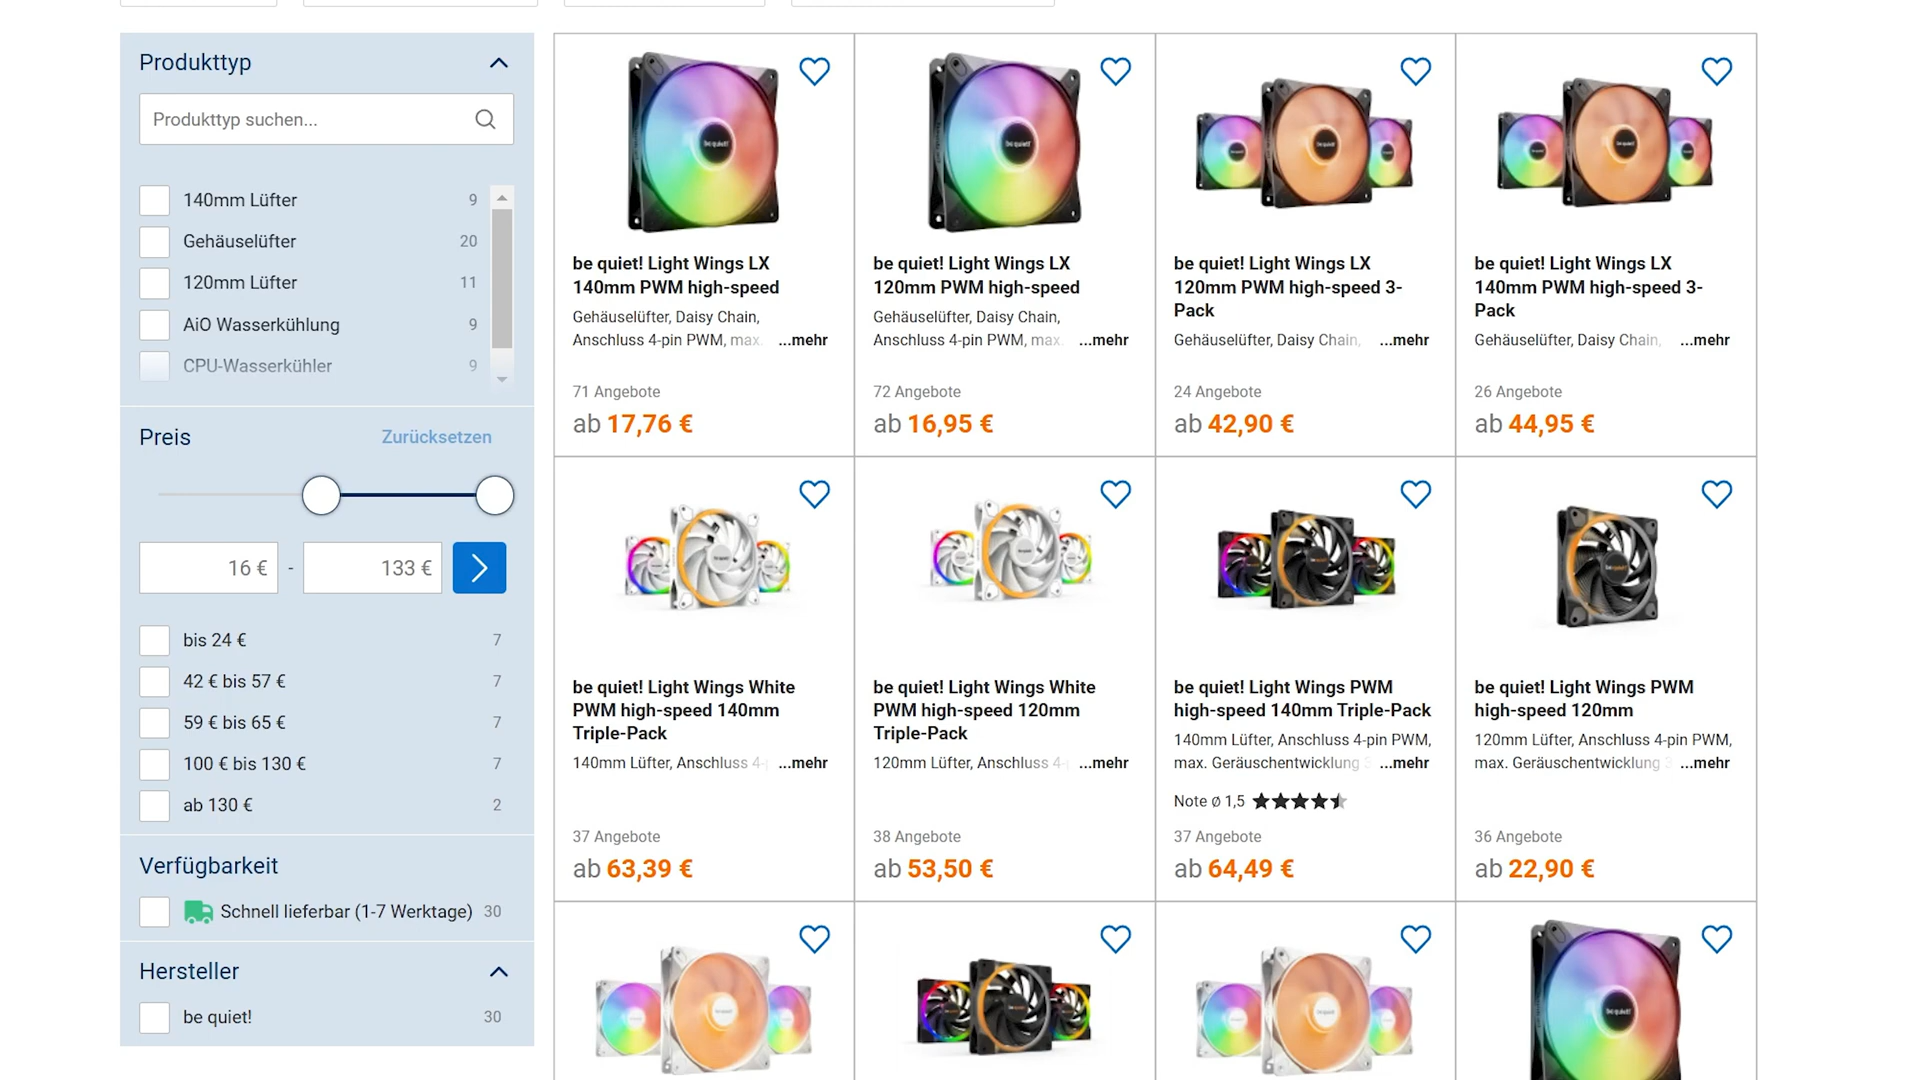 Produkttyp
Produkttyp suchen...
140mm Lüfter 9
Gehäuselüfter 20
120mm Lüfter 11
AiO Wasserkühlung 9
CPU-Wasserkühler 9
Preis Zurücksetzen
16 € - 133 €
bis 24 € 7
42 € bis 57 € 7
59 € bis 65 € 7
100 € bis 130 € 7
ab 130 € 2
Verfügbarkeit
Schnell lieferbar (1-7 Werktage) 30
Hersteller
be quiet! 30
be quiet! Light Wings LX
140mm PWM high-speed
Gehäuselüfter, Daisy Chain,
Anschluss 4-pin PWM, max. ...mehr
71 Angebote
ab 17,76 €
be quiet! Light Wings LX
120mm PWM high-speed
Gehäuselüfter, Daisy Chain,
Anschluss 4-pin PWM, max. ...mehr
72 Angebote
ab 16,95 €
be quiet! Light Wings LX
120mm PWM high-speed 3-
Pack
Gehäuselüfter, Daisy Chain, ...mehr
24 Angebote
ab 42,90 €
be quiet! Light Wings LX
140mm PWM high-speed 3-
Pack
Gehäuselüfter, Daisy Chain, ...mehr
26 Angebote
ab 44,95 €
be quiet! Light Wings White
PWM high-speed 140mm
Triple-Pack
140mm Lüfter, Anschluss 4-p ...mehr
37 Angebote
ab 63,39 €
be quiet! Light Wings White
PWM high-speed 120mm
Triple-Pack
120mm Lüfter, Anschluss 4- ...mehr
38 Angebote
ab 53,50 €
be quiet! Light Wings PWM
high-speed 140mm Triple-Pack
140mm Lüfter, Anschluss 4-pin PWM,
max. Geräuschentwicklung 3 ...mehr
Note ⌀ 1,5
37 Angebote
ab 64,49 €
be quiet! Light Wings PWM
high-speed 120mm
120mm Lüfter, Anschluss 4-pin PWM,
max. Geräuschentwicklung 3 ...mehr
36 Angebote
ab 22,90 €